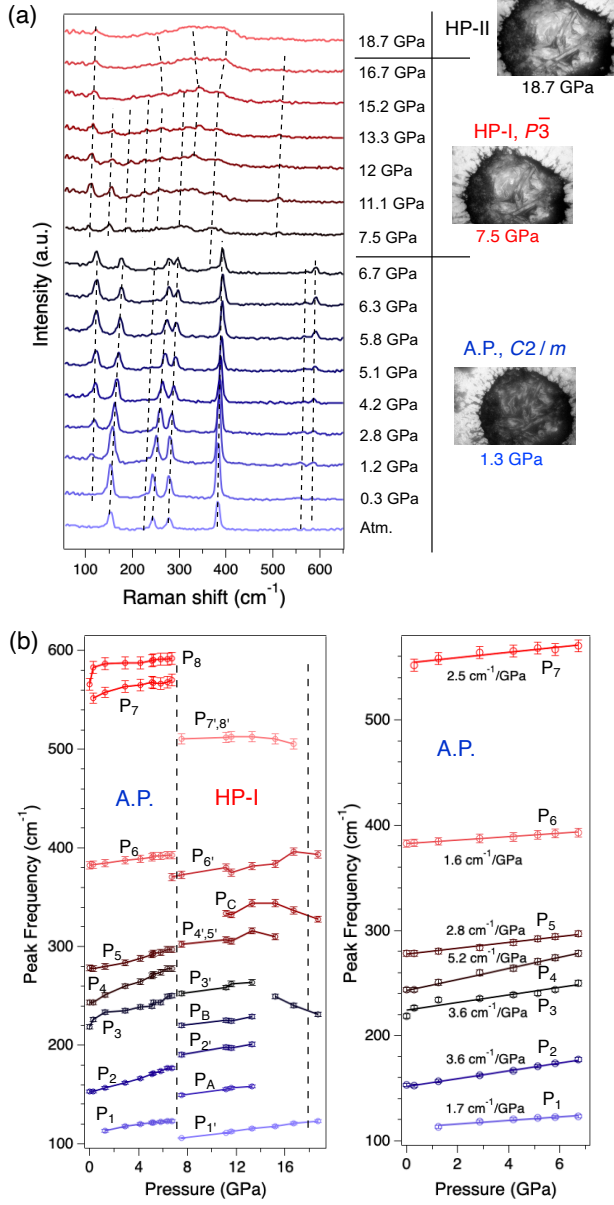 (a)
HP-II
18.7 GPa
18.7 GPa
16.7 GPa
15.2 GPa
HP-I, P3̅
13.3 GPa
12 GPa
11.1 GPa
7.5 GPa
7.5 GPa
6.7 GPa
6.3 GPa
5.8 GPa
A.P., C2/m
5.1 GPa
4.2 GPa
2.8 GPa
1.3 GPa
1.2 GPa
0.3 GPa
Atm.
Intensity (a.u.)
100 200 300 400 500 600
Raman shift (cm⁻¹)
(b)
600
500
400
300
200
100
Peak Frequency (cm⁻¹)
P₈
P₇
P₇',₈'
A.P.
HP-I
P₆
P₆'
P_C
P₅
P₄',₅'
P₄
P₃'
P₃
P_B
P₂'
P₂
P_A
P₁
P₁'
0 4 8 12 16
Pressure (GPa)
500
400
300
200
100
Peak Frequency (cm⁻¹)
P₇
2.5 cm⁻¹/GPa
A.P.
P₆
1.6 cm⁻¹/GPa
P₅
2.8 cm⁻¹/GPa
5.2 cm⁻¹/GPa
P₄
P₃
3.6 cm⁻¹/GPa
P₂
3.6 cm⁻¹/GPa
P₁
1.7 cm⁻¹/GPa
0 2 4 6
Pressure (GPa)